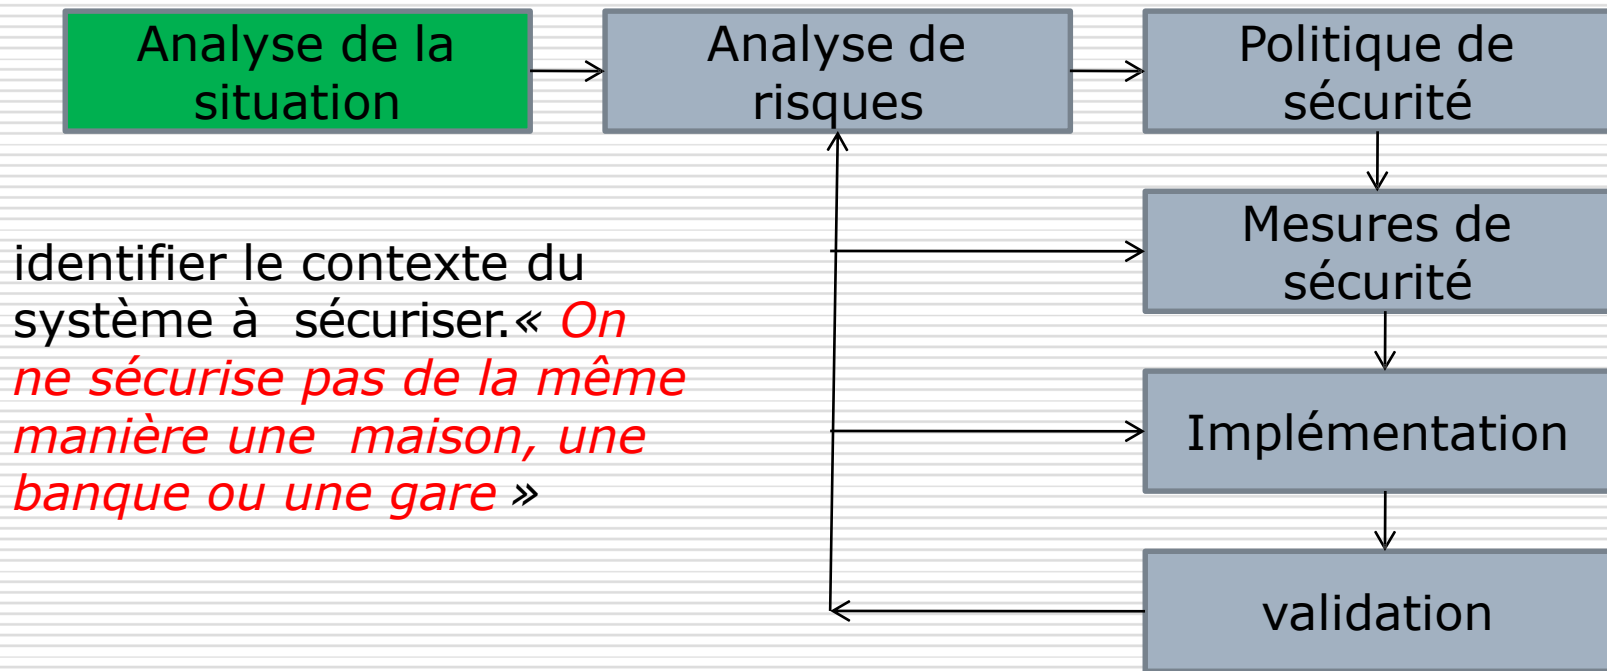 Analyse de la
situation
Analyse de
risques
Politique de
sécurité
identifier le contexte du
système à sécuriser.« On
ne sécurise pas de la même
manière une maison, une
banque ou une gare »
Mesures de
sécurité
Implémentation
validation